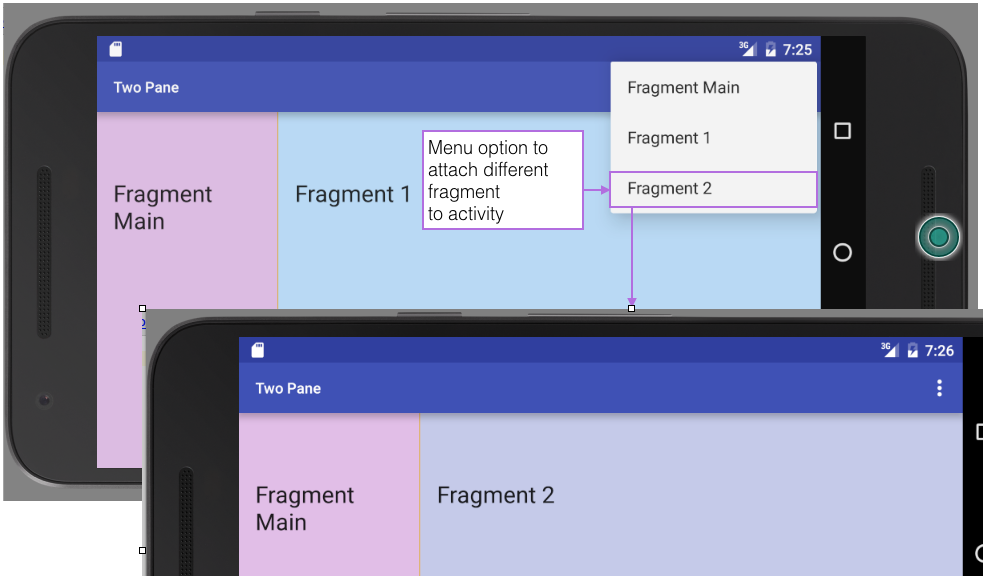 3G 7:25
Two Pane
Fragment Main
Fragment 1
Fragment 2
Menu option to
attach different
fragment
to activity
Fragment
Main
Fragment 1
3G 7:26
Two Pane
Fragment
Main
Fragment 2